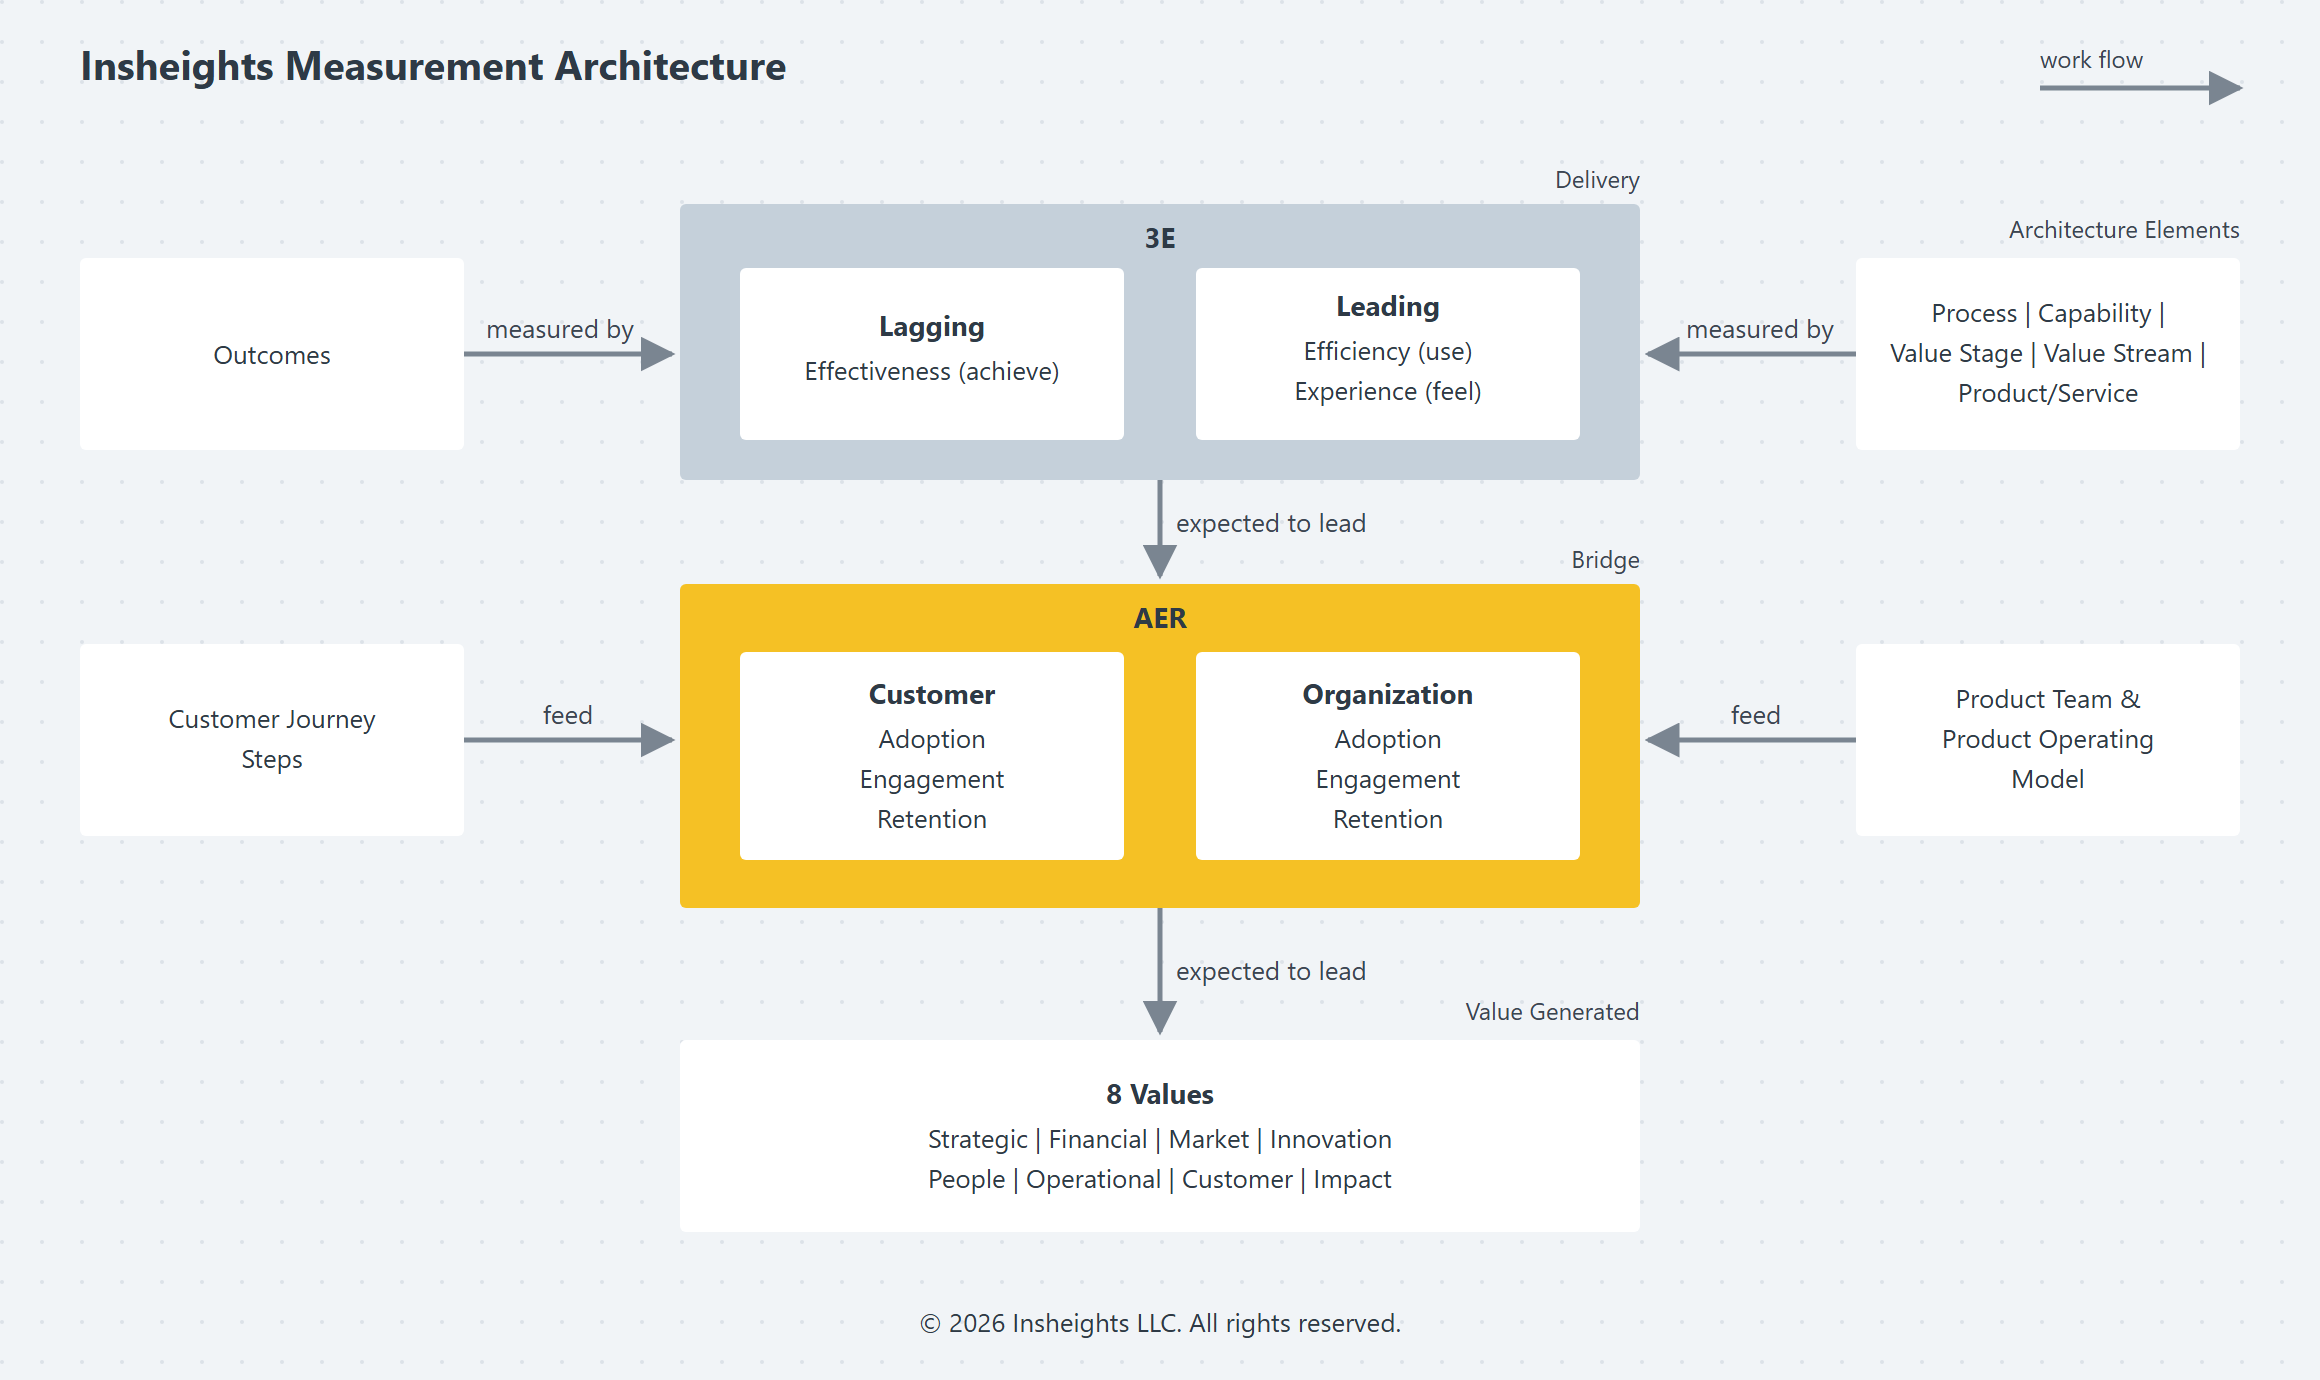 Insheights Measurement Architecture
work flow
Delivery
3E
Architecture Elements
Outcomes
measured by
Lagging
Effectiveness (achieve)
Leading
Efficiency (use)
Experience (feel)
measured by
Process | Capability |
Value Stage | Value Stream |
Product/Service
expected to lead
Bridge
AER
Customer Journey
Steps
feed
Customer
Adoption
Engagement
Retention
Organization
Adoption
Engagement
Retention
feed
Product Team &
Product Operating
Model
expected to lead
Value Generated
8 Values
Strategic | Financial | Market | Innovation
People | Operational | Customer | Impact
© 2026 Insheights LLC. All rights reserved.